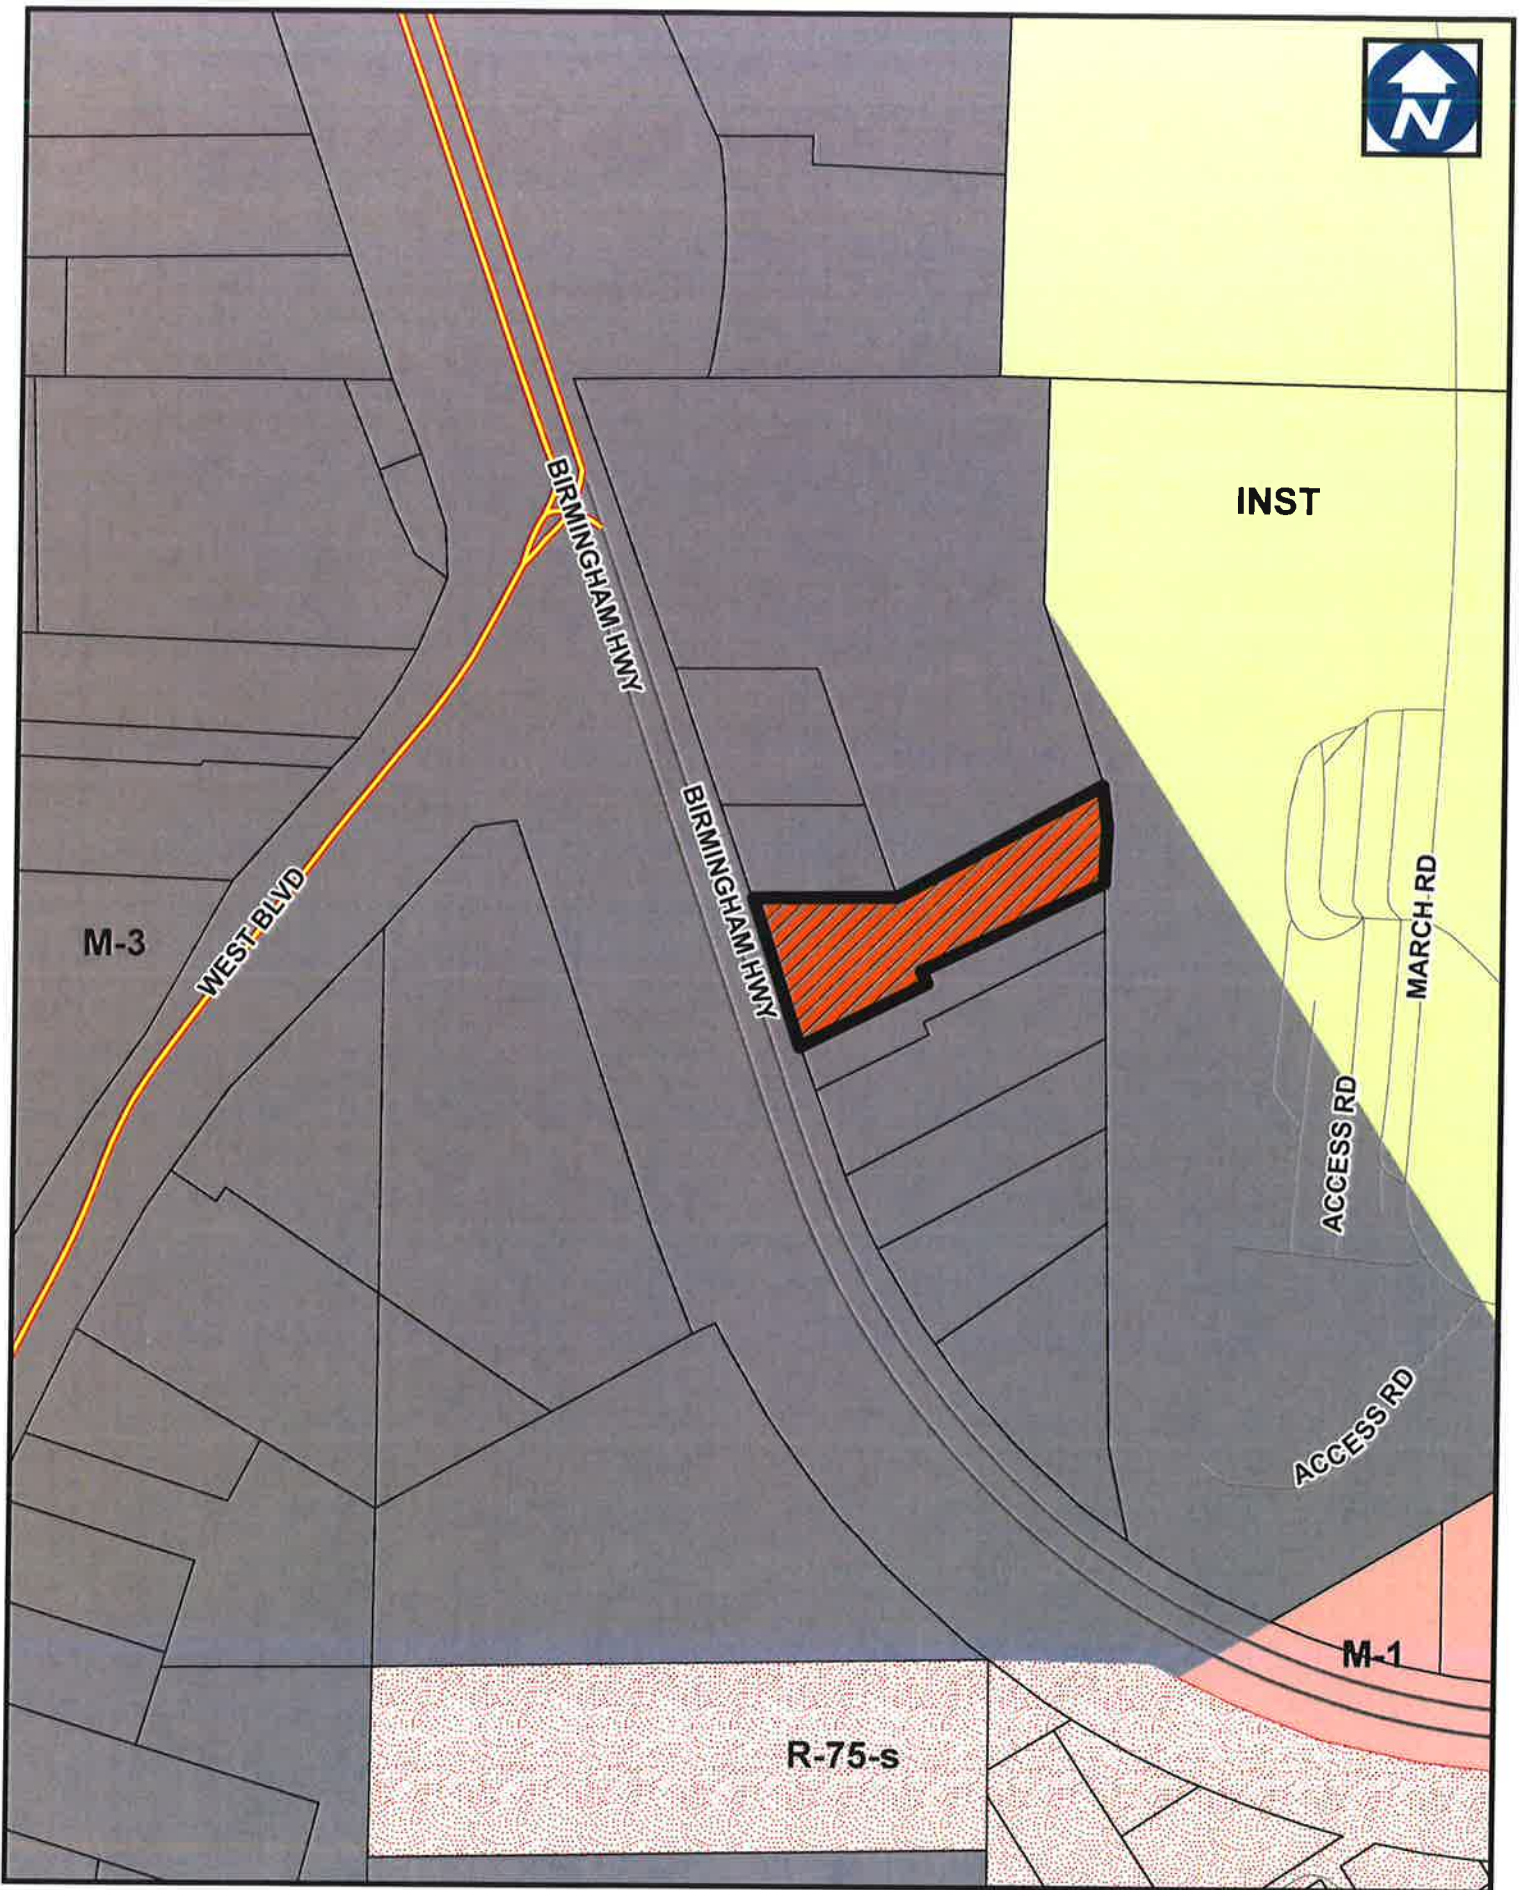 N
BIRMINGHAM HWY
INST
BIRMINGHAM HWY
WEST BLVD
MARCH RD
M-3
ACCESS RD
ACCESS RD
M-1
R-75-s